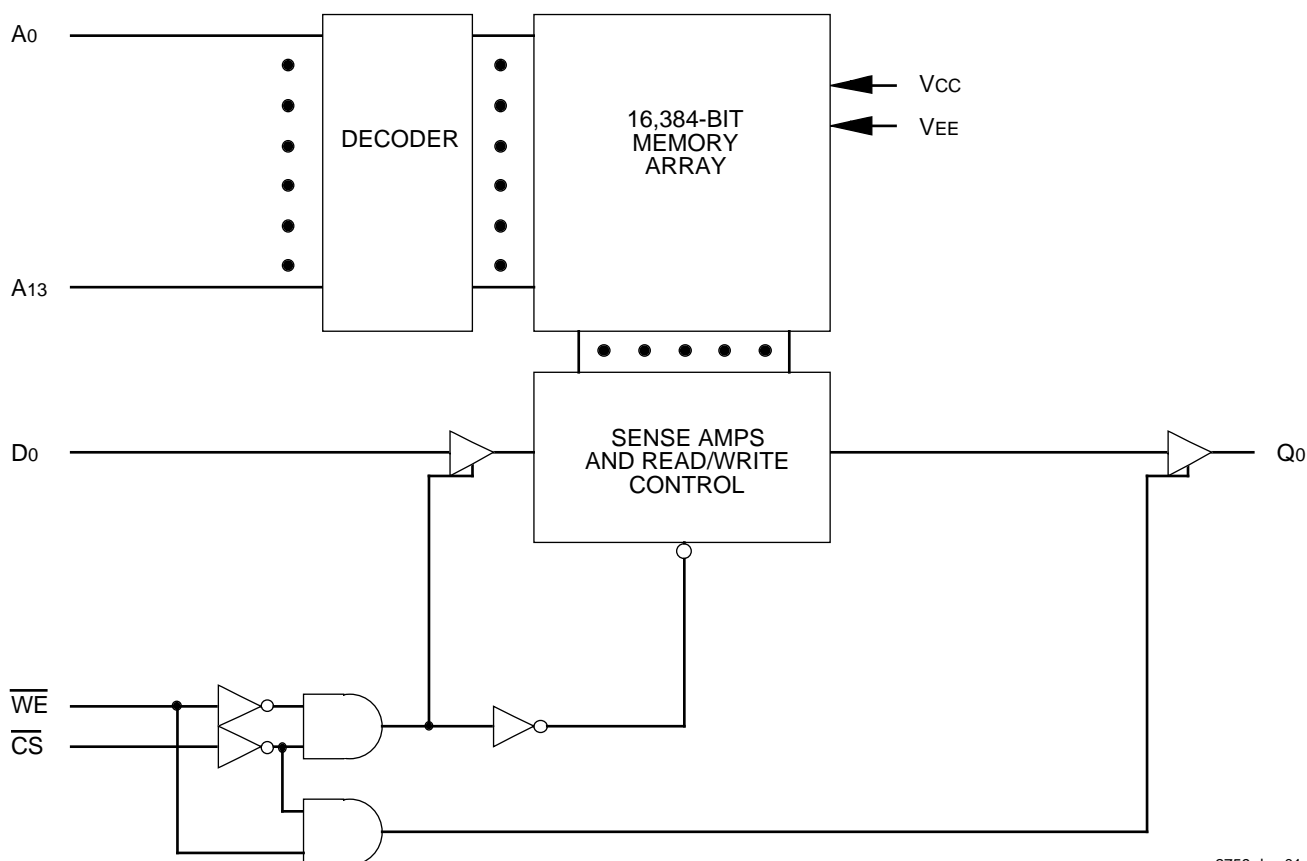 A0
DECODER
16,384-BIT
MEMORY
ARRAY
VCC
VEE
A13
D0
SENSE AMPS
AND READ/WRITE
CONTROL
Q0
WE
CS